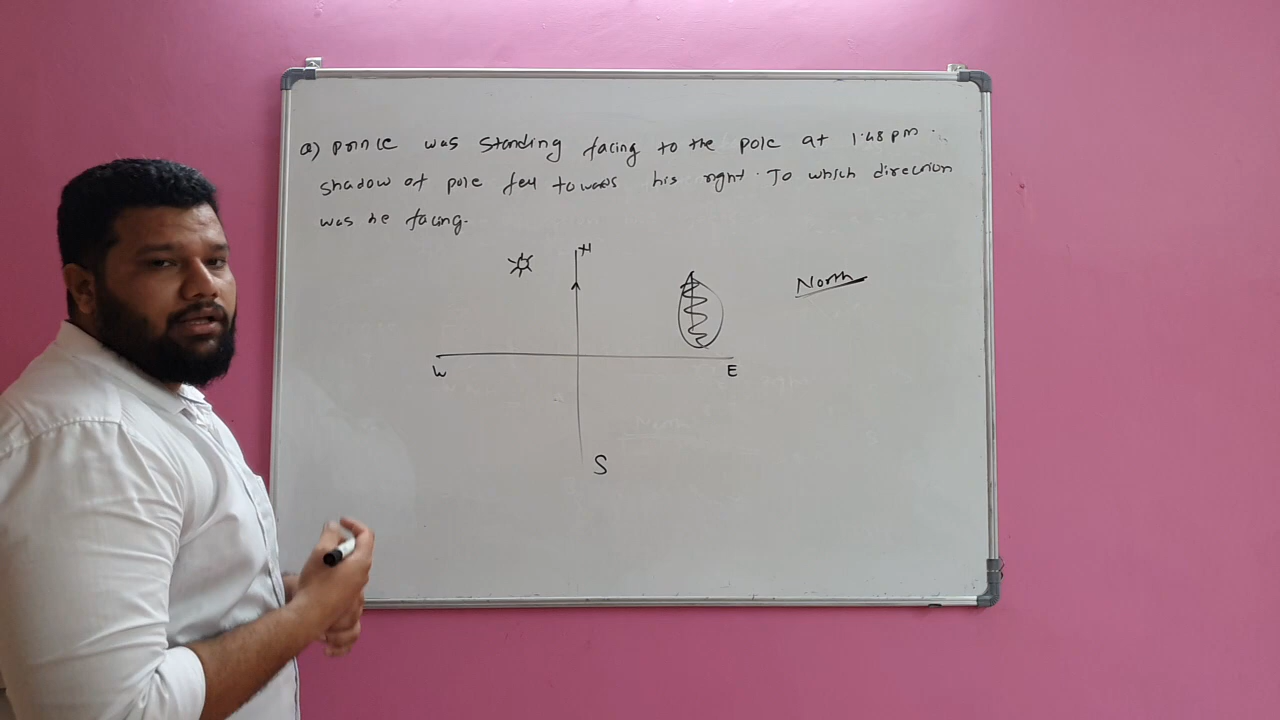 Q) prince was standing facing to the pole at 1:48 pm.
shadow of pole fell towards his right. To which direction
was he facing.
N
North
W
E
S